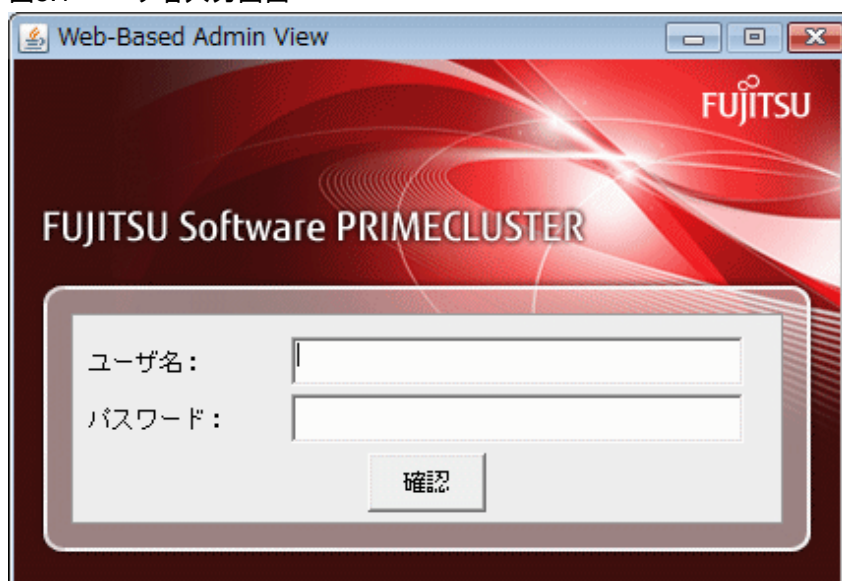 Web-Based Admin View
FUJITSU
FUJITSU Software PRIMECLUSTER
ユーザ名：
パスワード：
確認